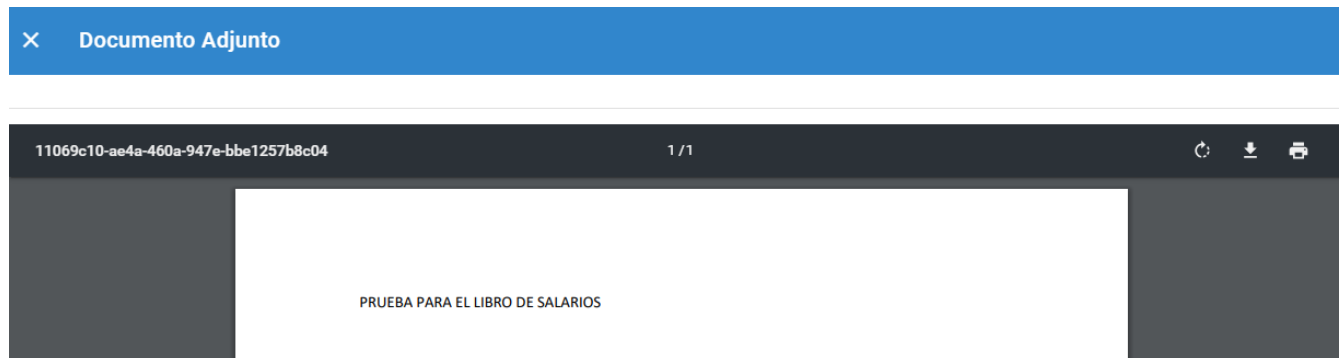 Documento Adjunto
11069c10-ae4a-460a-947e-bbe1257b8c04
1 / 1
PRUEBA PARA EL LIBRO DE SALARIOS